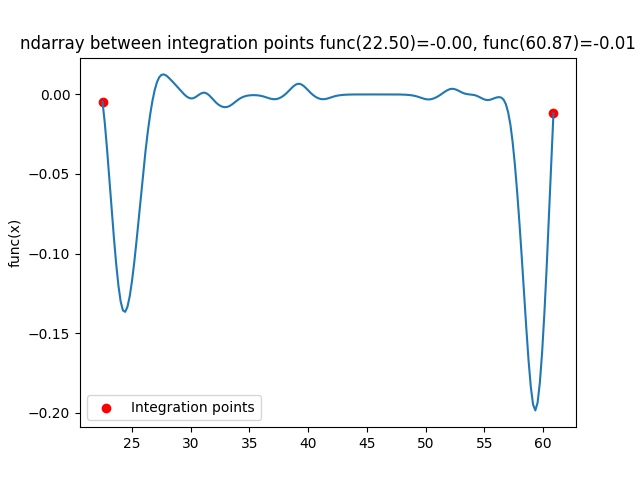 ndarray between integration points func(22.50)=-0.00, func(60.87)=-0.01
0.00
−0.05
−0.10
−0.15
−0.20
func(x)
Integration points
25 30 35 40 45 50 55 60